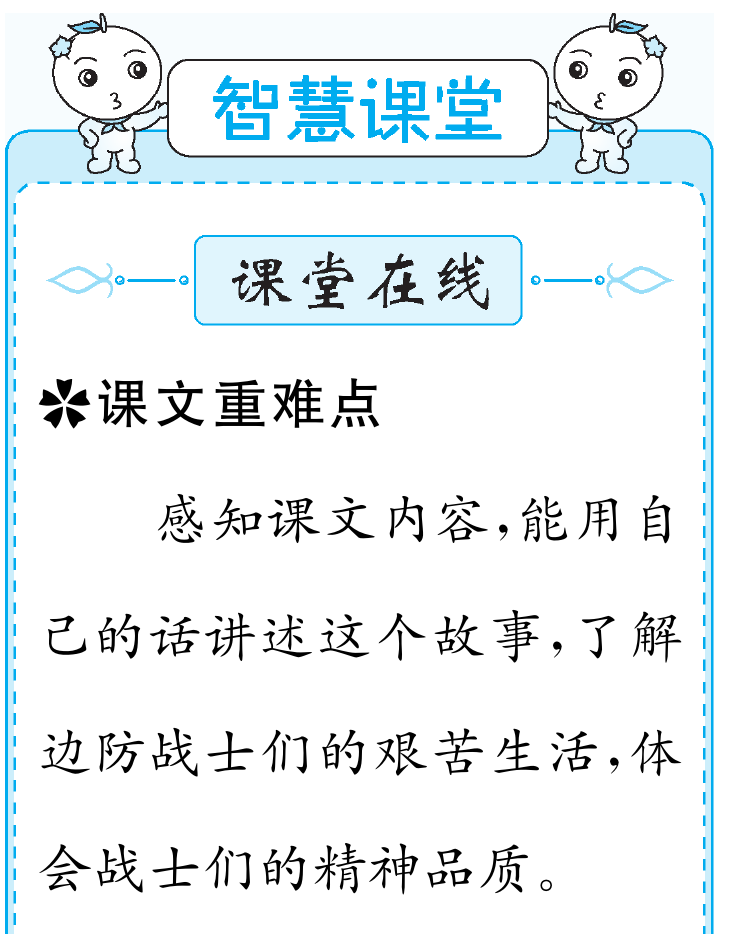 智慧课堂
课堂在线
课文重难点
感知课文内容,能用自
己的话讲述这个故事,了解
边防战士们的艰苦生活,体
会战士们的精神品质。